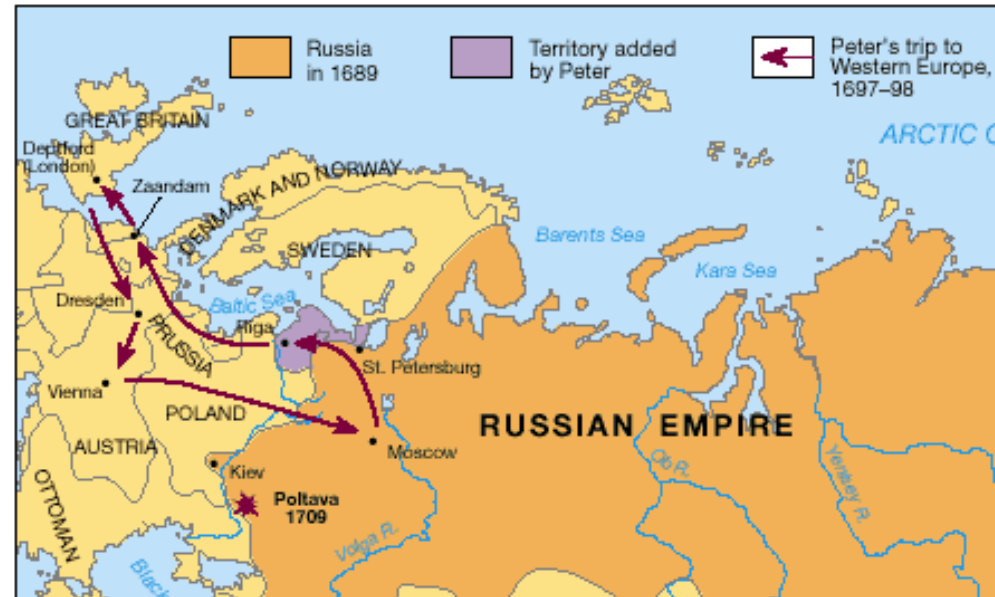 Russia
in 1689
Territory added
by Peter
Peter's trip to
Western Europe,
1697–98
GREAT BRITAIN
ARCTIC
Deptford
(London)
Zaandam
DENMARK AND NORWAY
SWEDEN
Barents Sea
Kara Sea
Baltic Sea
Dresden
Riga
PRUSSIA
St. Petersburg
Vienna
POLAND
RUSSIAN EMPIRE
AUSTRIA
Moscow
Kiev
Ob R.
Yenisey R.
OTTOMAN
Poltava
1709
Volga R.
Black